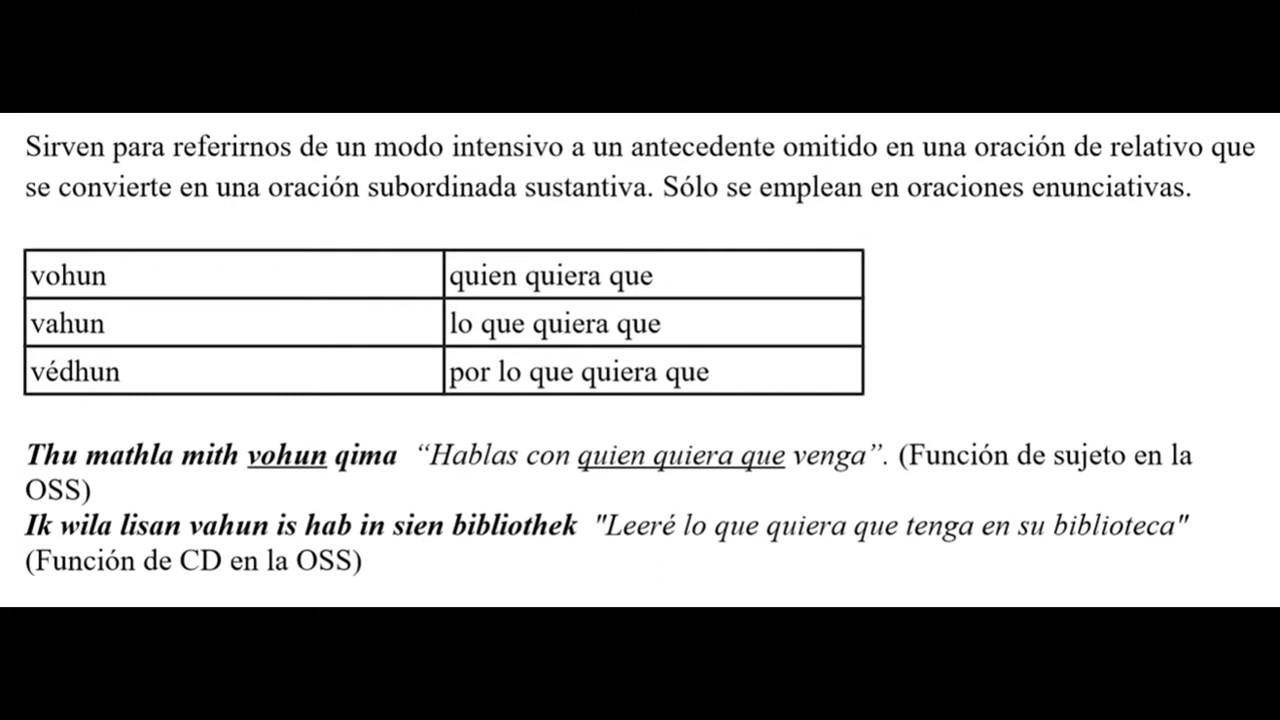 Sirven para referirnos de un modo intensivo a un antecedente omitido en una oración de relativo que
se convierte en una oración subordinada sustantiva. Sólo se emplean en oraciones enunciativas.
vohun quien quiera que
vahun lo que quiera que
védhun por lo que quiera que
Thu mathla mith vohun qima “Hablas con quien quiera que venga”. (Función de sujeto en la
OSS)
Ik wila lisan vahun is hab in sien bibliothek "Leeré lo que quiera que tenga en su biblioteca"
(Función de CD en la OSS)